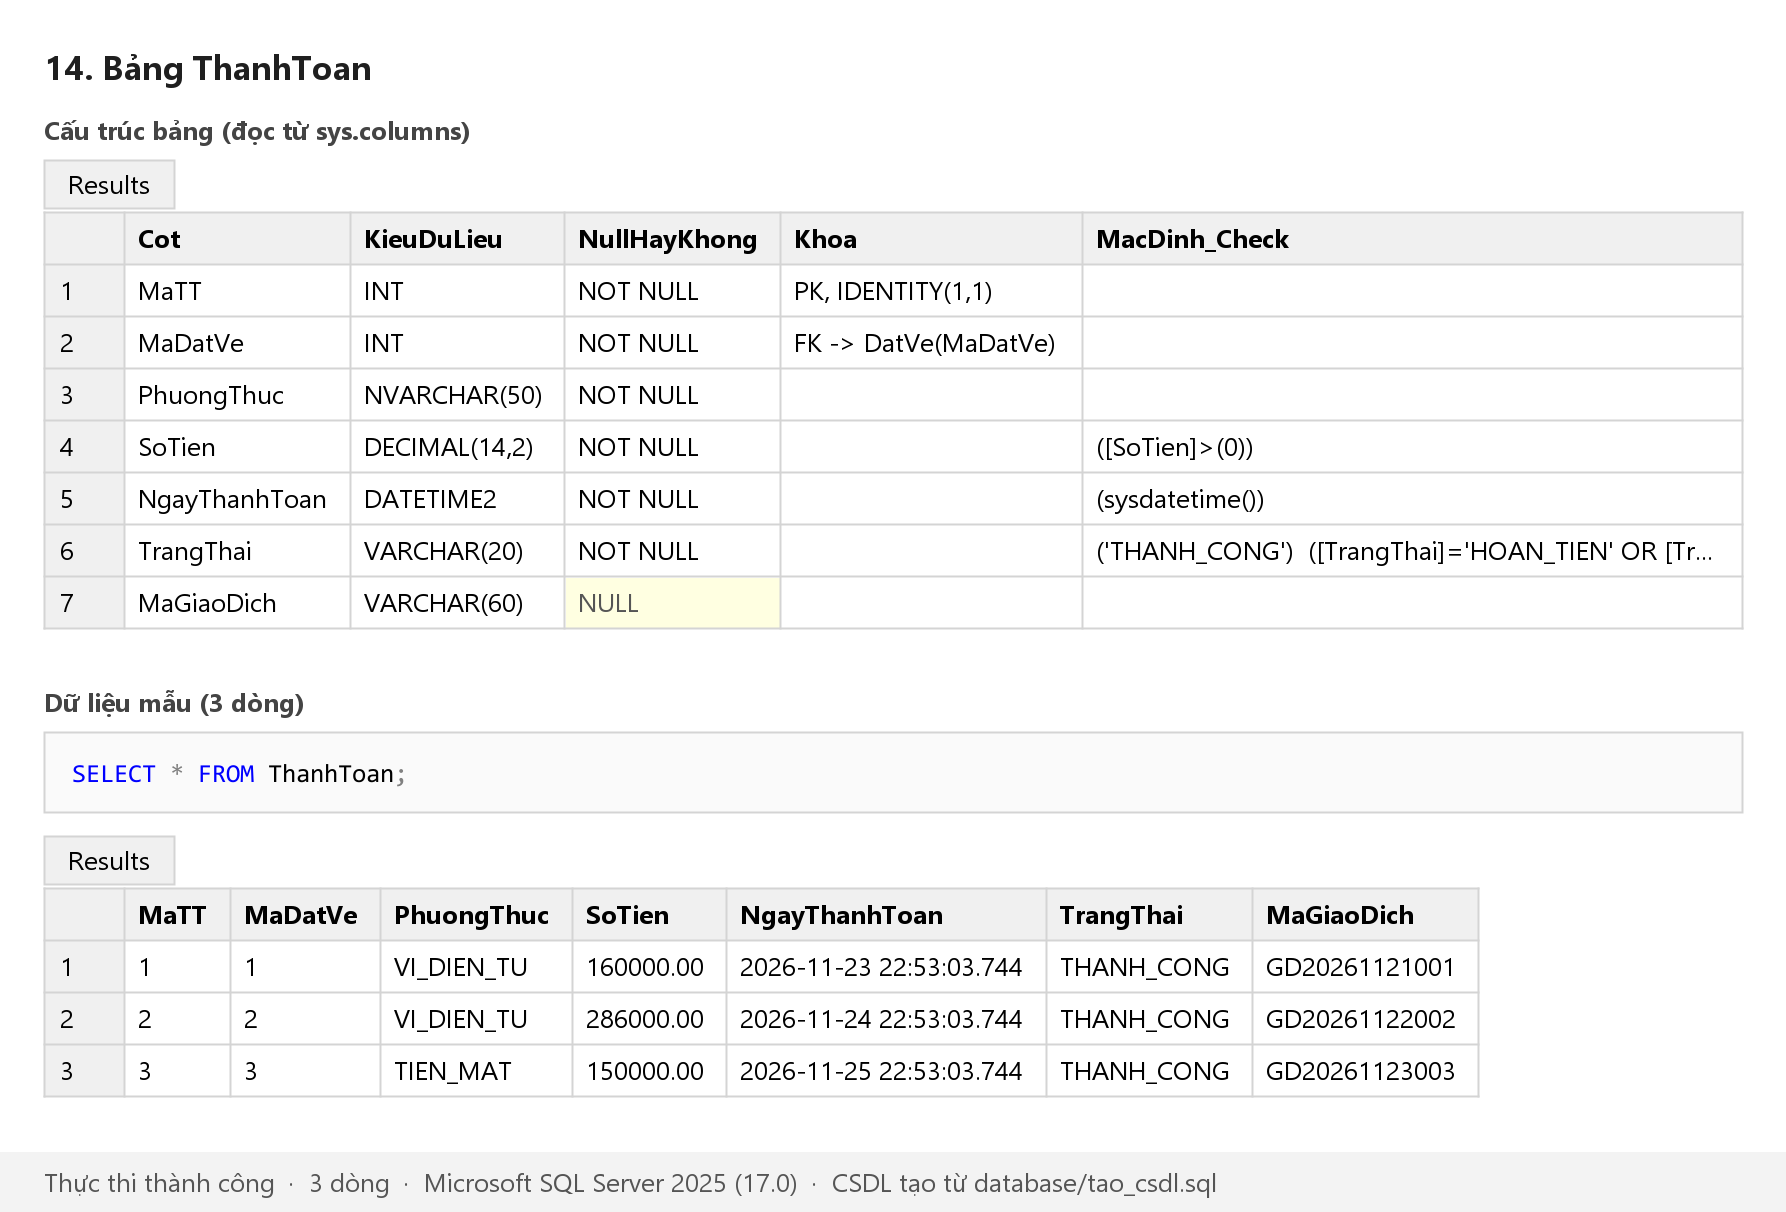 14. Bảng ThanhToan
Cấu trúc bảng (đọc từ sys.columns)
Results
Cot KieuDuLieu NullHayKhong Khoa MacDinh_Check
1 MaTT INT NOT NULL PK, IDENTITY(1,1)
2 MaDatVe INT NOT NULL FK -> DatVe(MaDatVe)
3 PhuongThuc NVARCHAR(50) NOT NULL
4 SoTien DECIMAL(14,2) NOT NULL ([SoTien]>(0))
5 NgayThanhToan DATETIME2 NOT NULL (sysdatetime())
6 TrangThai VARCHAR(20) NOT NULL ('THANH_CONG')  ([TrangThai]='HOAN_TIEN' OR [Tr...
7 MaGiaoDich VARCHAR(60) NULL
Dữ liệu mẫu (3 dòng)
SELECT * FROM ThanhToan;
Results
MaTT MaDatVe PhuongThuc SoTien NgayThanhToan TrangThai MaGiaoDich
1 1 1 VI_DIEN_TU 160000.00 2026-11-23 22:53:03.744 THANH_CONG GD20261121001
2 2 2 VI_DIEN_TU 286000.00 2026-11-24 22:53:03.744 THANH_CONG GD20261122002
3 3 3 TIEN_MAT 150000.00 2026-11-25 22:53:03.744 THANH_CONG GD20261123003
Thực thi thành công · 3 dòng · Microsoft SQL Server 2025 (17.0) · CSDL tạo từ database/tao_csdl.sql